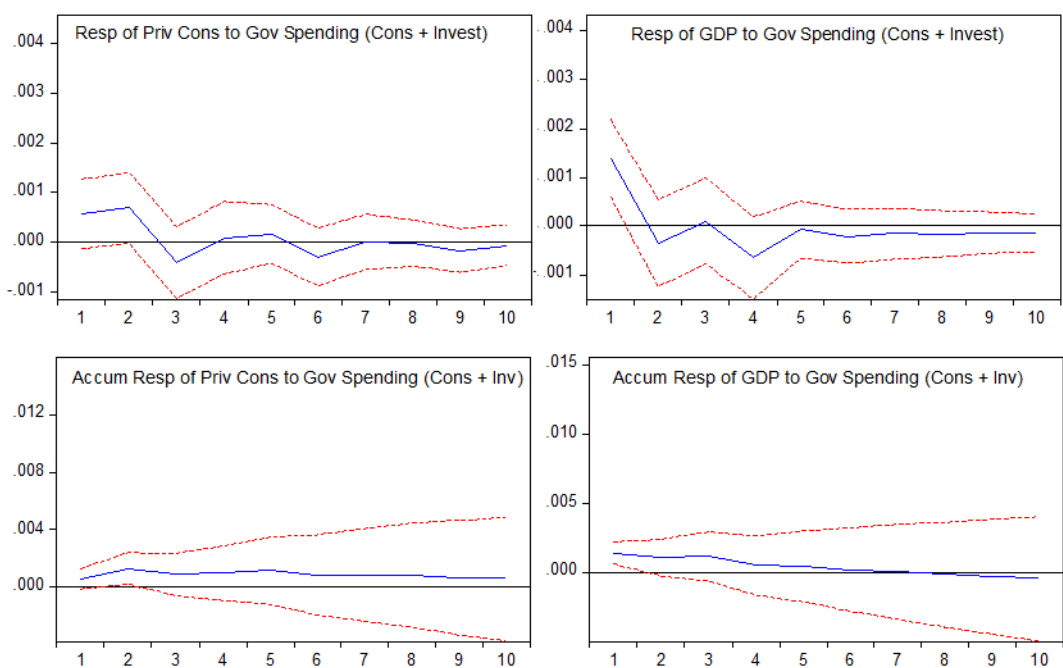 Resp of Priv Cons to Gov Spending (Cons + Invest)
.004
.003
.002
.001
.000
-.001
1 2 3 4 5 6 7 8 9 10
Resp of GDP to Gov Spending (Cons + Invest)
.004
.003
.002
.001
.000
-.001
1 2 3 4 5 6 7 8 9 10
Accum Resp of Priv Cons to Gov Spending (Cons + Inv)
.012
.008
.004
.000
1 2 3 4 5 6 7 8 9 10
Accum Resp of GDP to Gov Spending (Cons + Inv)
.015
.010
.005
.000
1 2 3 4 5 6 7 8 9 10